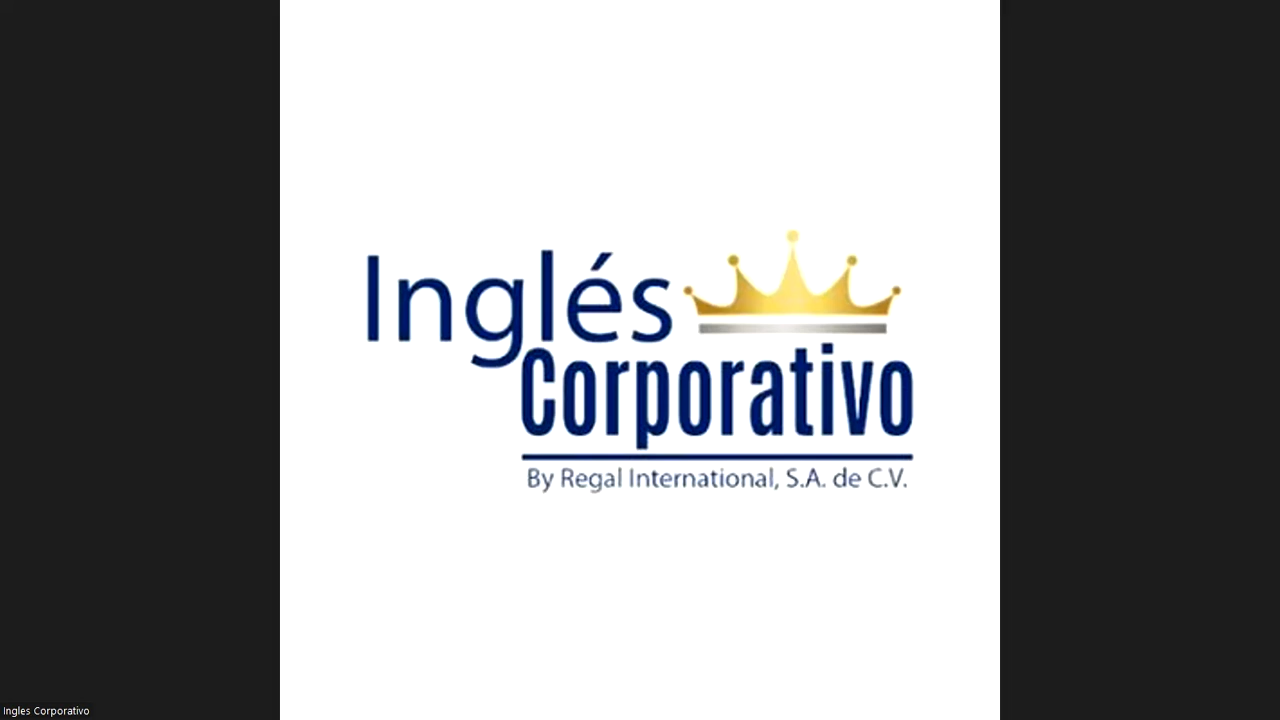 Inglés
Corporativo
By Regal International, S.A. de C.V.
Ingles Corporativo